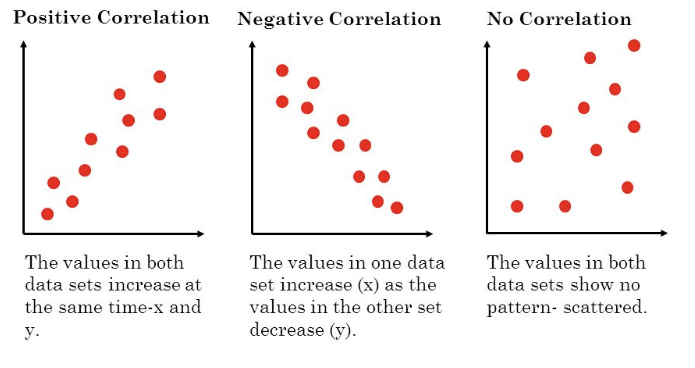 Positive Correlation
The values in both
data sets increase at
the same time-x and
y.
Negative Correlation
The values in one data
set increase (x) as the
values in the other set
decrease (y).
No Correlation
The values in both
data sets show no
pattern- scattered.